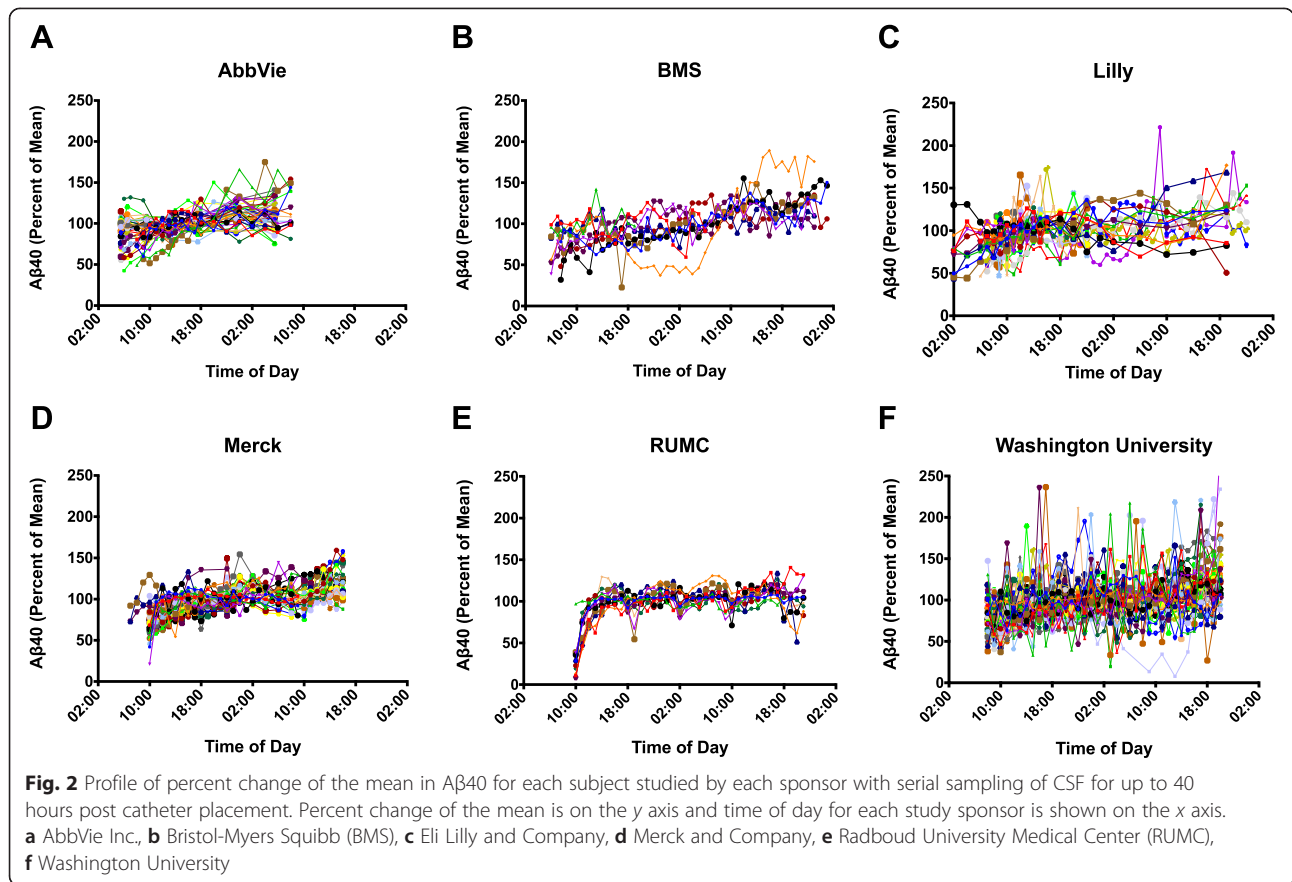 A
AbbVie
Aβ40 (Percent of Mean)
250
200
150
100
50
0
02:00
10:00
18:00
02:00
10:00
18:00
02:00
Time of Day
B
BMS
Aβ40 (Percent of Mean)
250
200
150
100
50
0
02:00
10:00
18:00
02:00
10:00
18:00
02:00
Time of Day
C
Lilly
Aβ40 (Percent of Mean)
250
200
150
100
50
0
02:00
10:00
18:00
02:00
10:00
18:00
02:00
Time of Day
D
Merck
Aβ40 (Percent of Mean)
250
200
150
100
50
0
02:00
10:00
18:00
02:00
10:00
18:00
02:00
Time of Day
E
RUMC
Aβ40 (Percent of Mean)
250
200
150
100
50
0
02:00
10:00
18:00
02:00
10:00
18:00
02:00
Time of Day
F
Washington University
Aβ40 (Percent of Mean)
250
200
150
100
50
0
02:00
10:00
18:00
02:00
10:00
18:00
02:00
Time of Day
Fig. 2 Profile of percent change of the mean in Aβ40 for each subject studied by each sponsor with serial sampling of CSF for up to 40
hours post catheter placement. Percent change of the mean is on the y axis and time of day for each study sponsor is shown on the x axis.
a AbbVie Inc., b Bristol-Myers Squibb (BMS), c Eli Lilly and Company, d Merck and Company, e Radboud University Medical Center (RUMC),
f Washington University